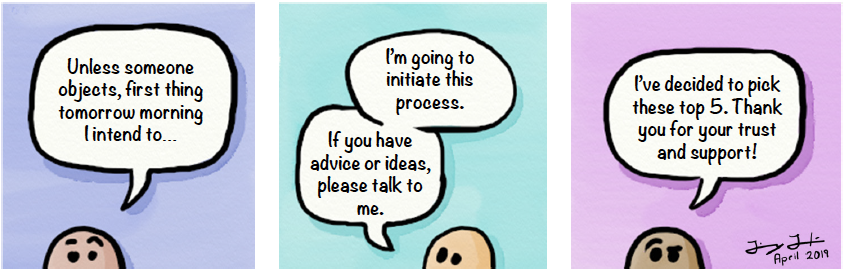 Unless someone
objects, first thing
tomorrow morning
I intend to...
I'm going to
initiate this
process.
If you have
advice or ideas,
please talk to
me.
I've decided to pick
these top 5. Thank
you for your trust
and support!
April 2019